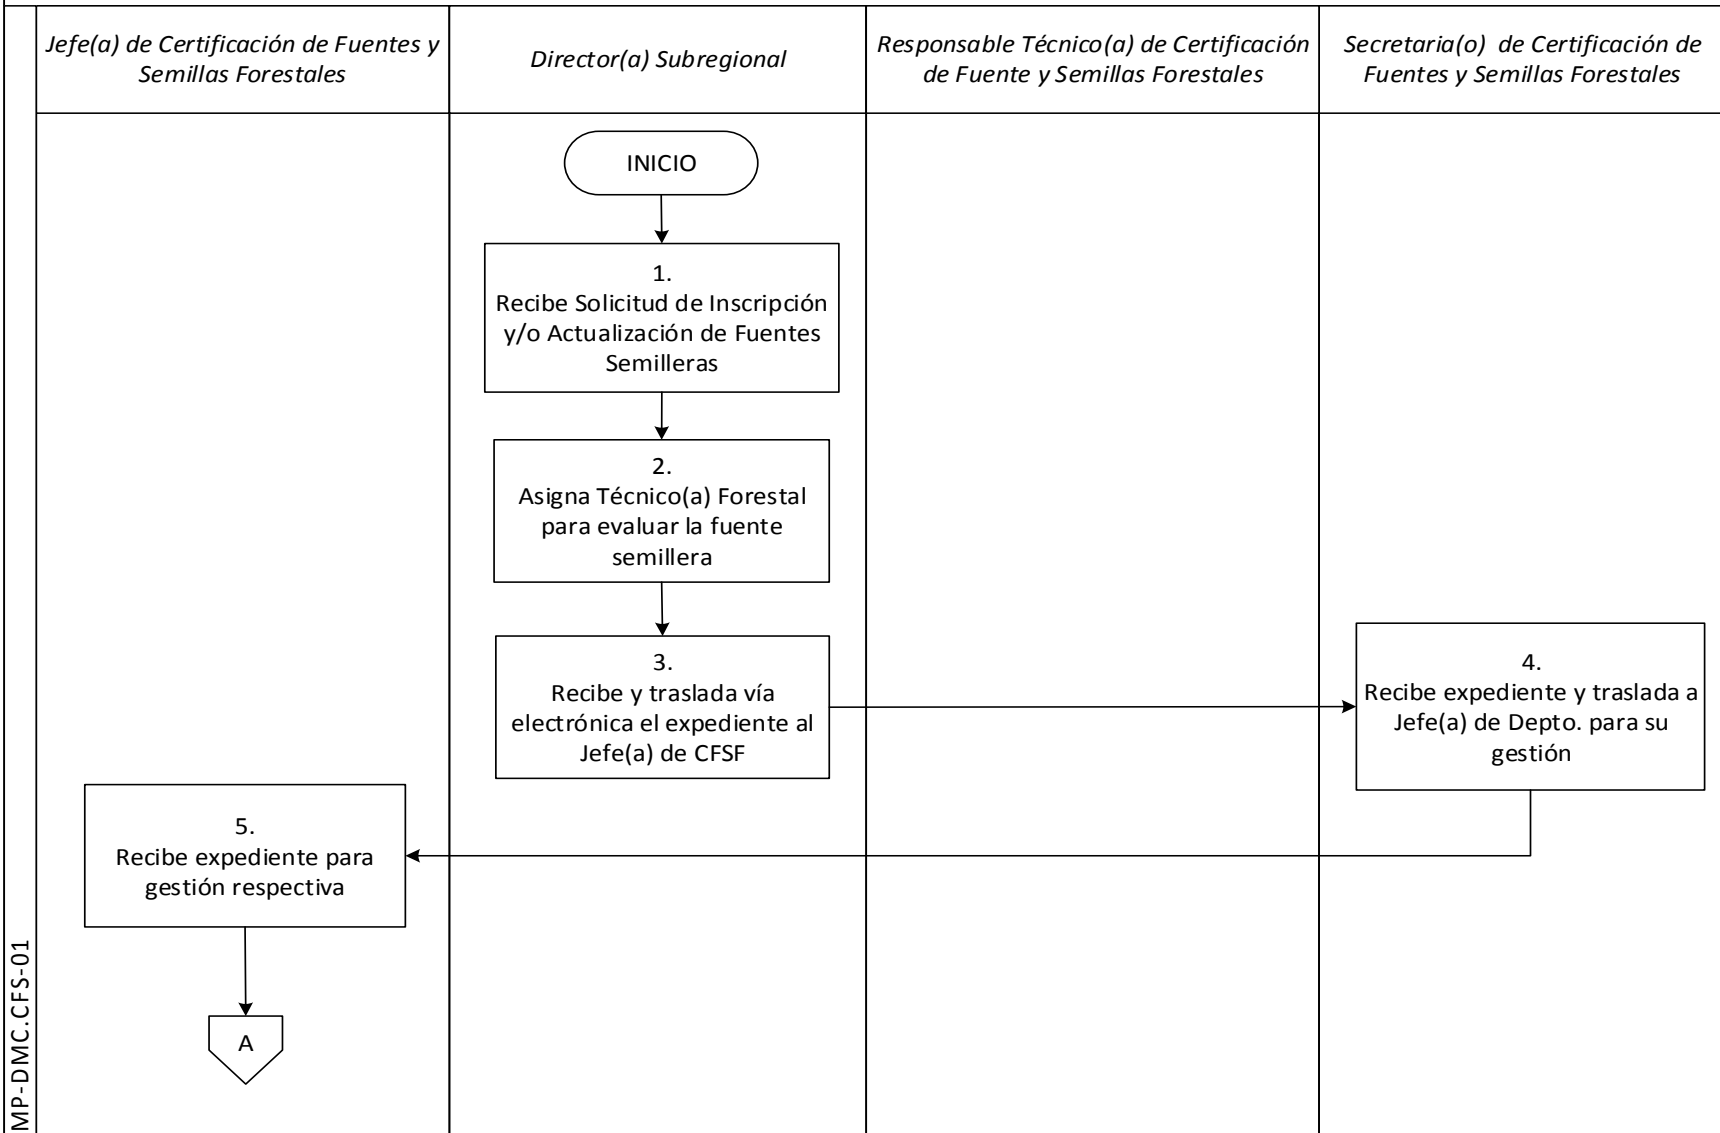 Jefe(a) de Certificación de Fuentes y
Semillas Forestales
Director(a) Subregional
Responsable Técnico(a) de Certificación
de Fuente y Semillas Forestales
Secretaria(o) de Certificación de
Fuentes y Semillas Forestales
INICIO
1.
Recibe Solicitud de Inscripción
y/o Actualización de Fuentes
Semilleras
2.
Asigna Técnico(a) Forestal
para evaluar la fuente
semillera
3.
Recibe y traslada vía
electrónica el expediente al
Jefe(a) de CFSF
4.
Recibe expediente y traslada a
Jefe(a) de Depto. para su
gestión
5.
Recibe expediente para
gestión respectiva
A
MP-DMC.CFS-01